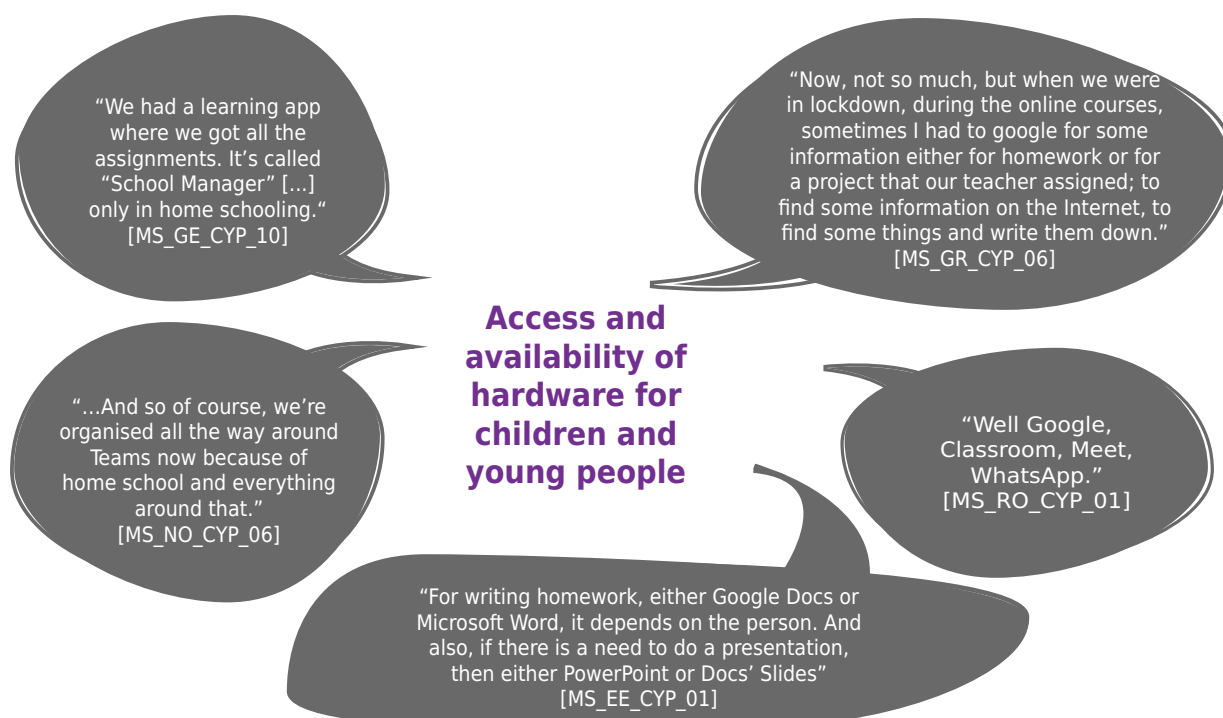 “We had a learning app
where we got all the
assignments. It’s called
“School Manager” [...]
only in home schooling.“
[MS_GE_CYP_10]
“Now, not so much, but when we were
in lockdown, during the online courses,
sometimes I had to google for some
information either for homework or for
a project that our teacher assigned; to
find some information on the Internet, to
find some things and write them down.”
[MS_GR_CYP_06]
Access and
availability of
hardware for
children and
young people
“...And so of course, we’re
organised all the way around
Teams now because of
home school and everything
around that.”
[MS_NO_CYP_06]
“Well Google,
Classroom, Meet,
WhatsApp.”
[MS_RO_CYP_01]
“For writing homework, either Google Docs or
Microsoft Word, it depends on the person. And
also, if there is a need to do a presentation,
then either PowerPoint or Docs’ Slides”
[MS_EE_CYP_01]